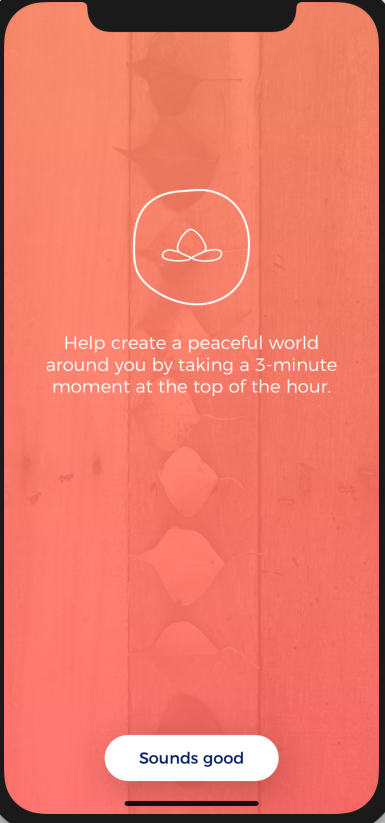 Help create a peaceful world
around you by taking a 3-minute
moment at the top of the hour.
Sounds good